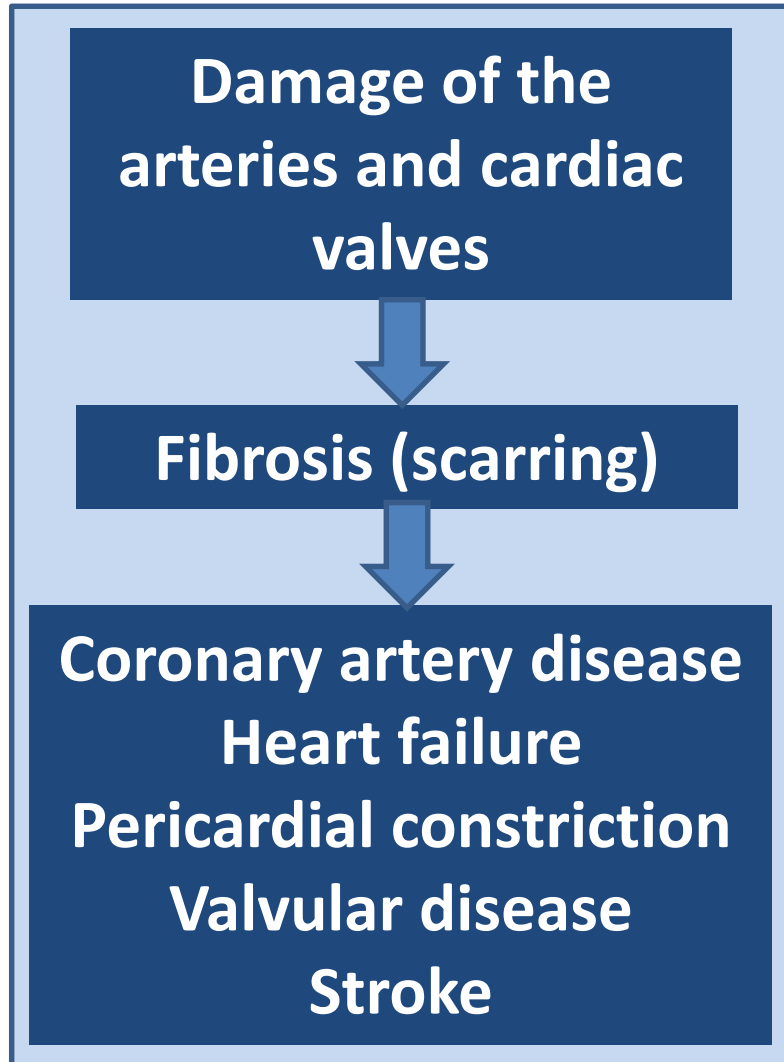 Damage of the
arteries and cardiac
valves
Fibrosis (scarring)
Coronary artery disease
Heart failure
Pericardial constriction
Valvular disease
Stroke